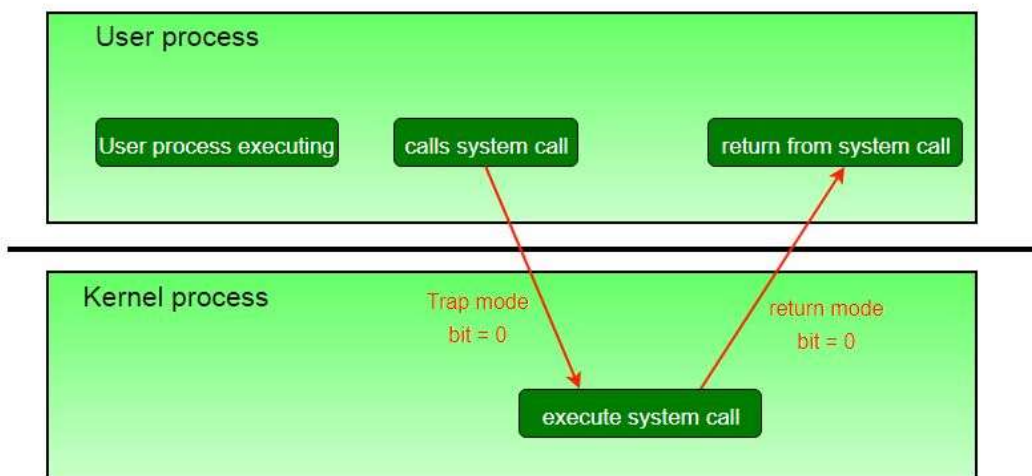 User process
User process executing
calls system call
return from system call
Kernel process
Trap mode
bit = 0
return mode
bit = 0
execute system call